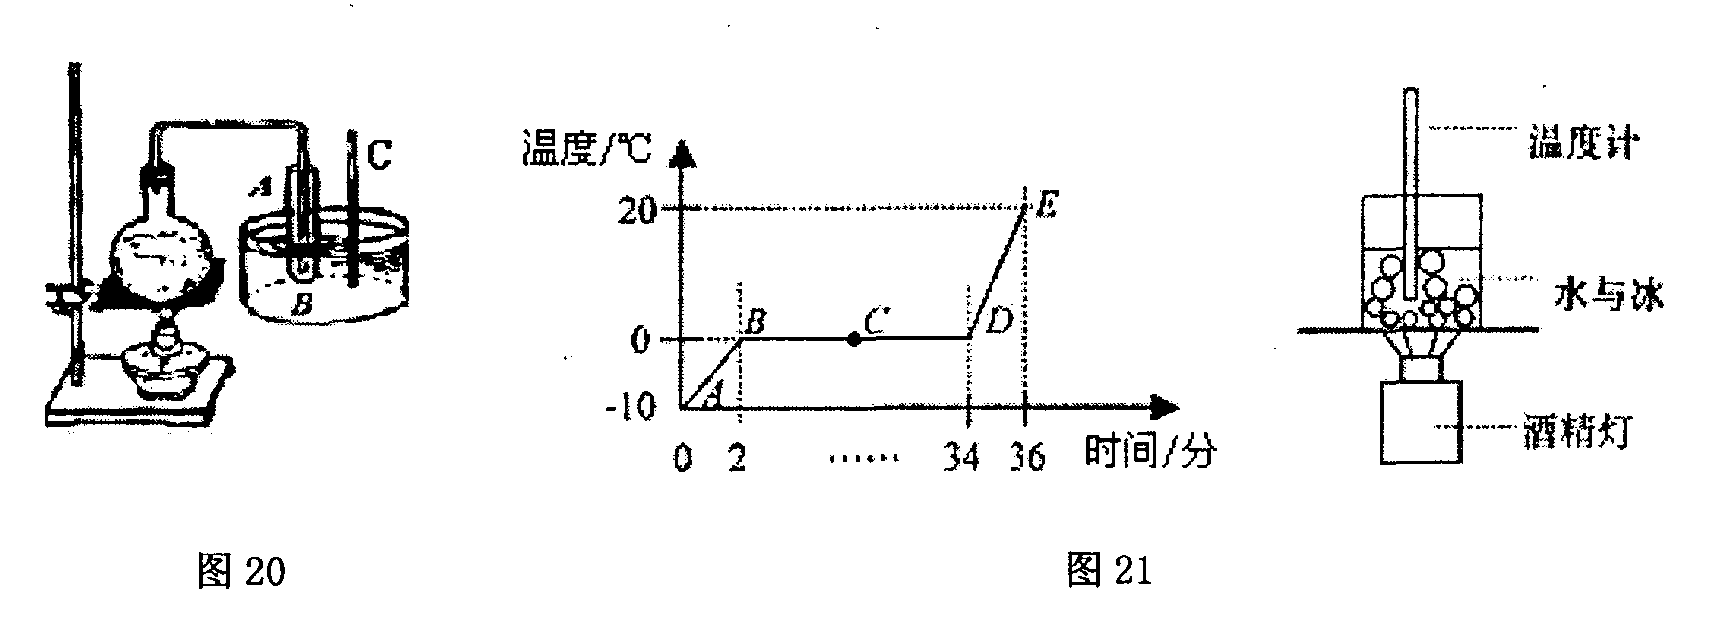 A
B
C
图 20
温度/℃
20
0
-10
A
B
C
D
E
0
2
······
34
36
时间/分
图 21
温度计
水与冰
酒精灯